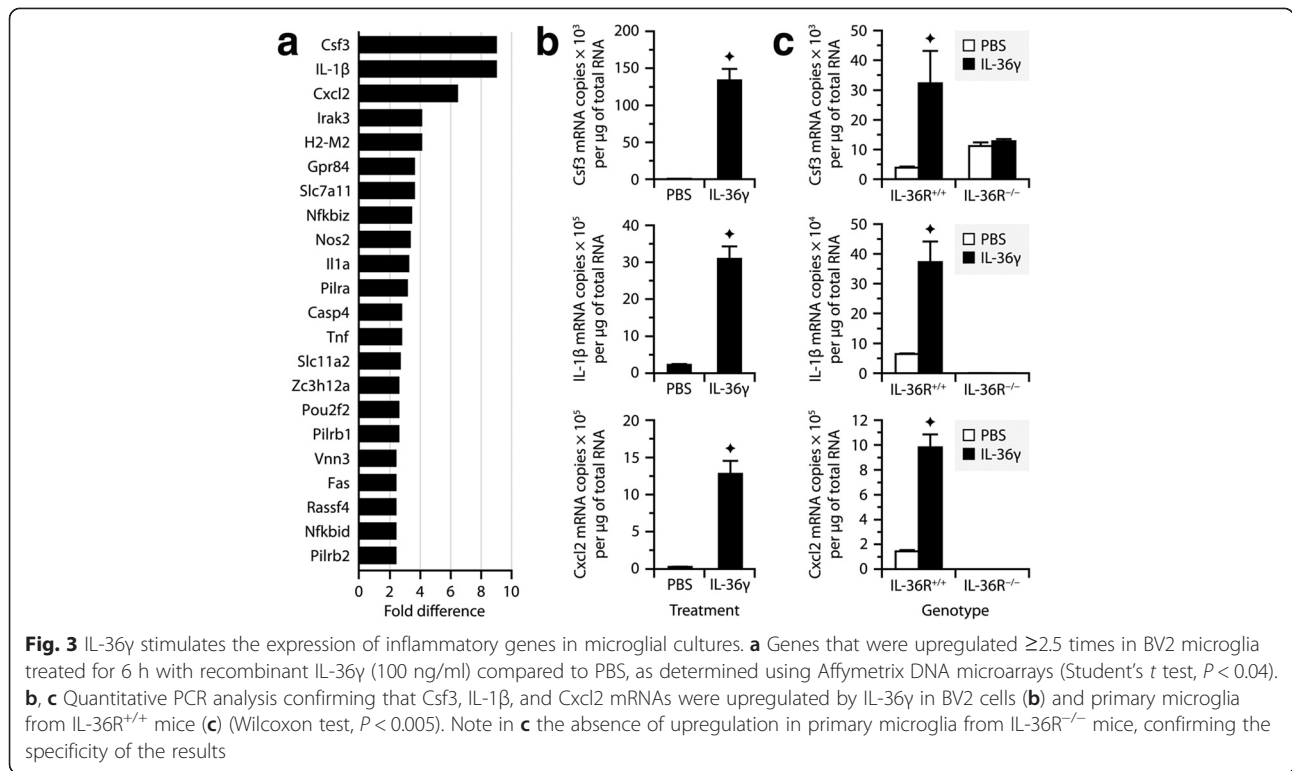 a
Csf3
IL-1β
Cxcl2
Irak3
H2-M2
Gpr84
Slc7a11
Nfkbiz
Nos2
Il1a
Pilra
Casp4
Tnf
Slc11a2
Zc3h12a
Pou2f2
Pilrb1
Vnn3
Fas
Rassf4
Nfkbid
Pilrb2
0 2 4 6 8 10
Fold difference
b
Csf3 mRNA copies × 10³
per µg of total RNA
200
150
100
50
0
✦
PBS IL-36γ
IL-1β mRNA copies × 10⁵
per µg of total RNA
40
30
20
10
0
✦
PBS IL-36γ
Cxcl2 mRNA copies × 10⁵
per µg of total RNA
20
15
10
5
0
✦
PBS IL-36γ
Treatment
c
Csf3 mRNA copies × 10³
per µg of total RNA
50
40
30
20
10
0
✦
PBS
IL-36γ
IL-36R⁺/⁺ IL-36R⁻/⁻
IL-1β mRNA copies × 10⁴
per µg of total RNA
50
40
30
20
10
0
✦
PBS
IL-36γ
IL-36R⁺/⁺ IL-36R⁻/⁻
Cxcl2 mRNA copies × 10⁵
per µg of total RNA
12
10
8
6
4
2
0
✦
PBS
IL-36γ
IL-36R⁺/⁺ IL-36R⁻/⁻
Genotype
Fig. 3 IL-36γ stimulates the expression of inflammatory genes in microglial cultures. a Genes that were upregulated ≥2.5 times in BV2 microglia
treated for 6 h with recombinant IL-36γ (100 ng/ml) compared to PBS, as determined using Affymetrix DNA microarrays (Student's t test, P < 0.04).
b, c Quantitative PCR analysis confirming that Csf3, IL-1β, and Cxcl2 mRNAs were upregulated by IL-36γ in BV2 cells (b) and primary microglia
from IL-36R⁺/⁺ mice (c) (Wilcoxon test, P < 0.005). Note in c the absence of upregulation in primary microglia from IL-36R⁻/⁻ mice, confirming the
specificity of the results